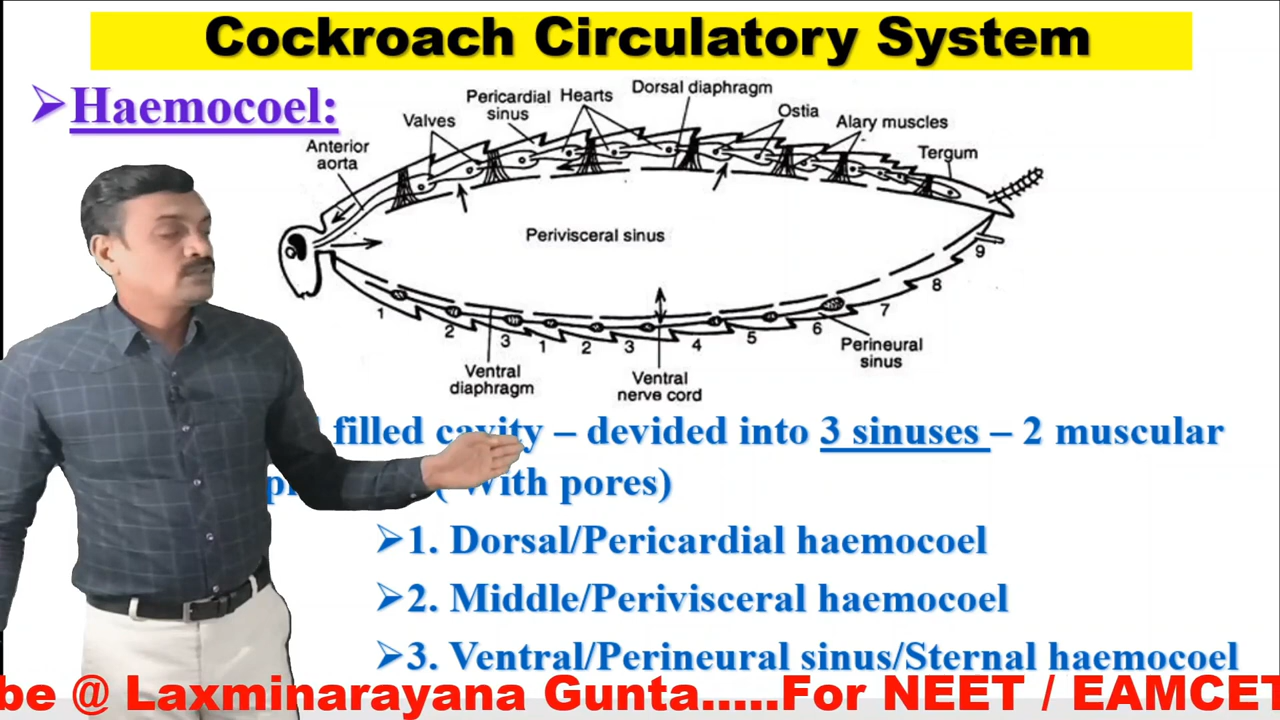 Cockroach Circulatory System
➢Haemocoel:
Dorsal diaphragm
Pericardial sinus
Hearts
Ostia
Valves
Alary muscles
Anterior aorta
Tergum
Perivisceral sinus
9
8
7
1 2 3 1 2 3 4 5 6
Perineural sinus
Ventral diaphragm
Ventral nerve cord
filled cavity – devided into 3 sinuses – 2 muscular
( With pores)
➢1. Dorsal/Pericardial haemocoel
➢2. Middle/Perivisceral haemocoel
➢3. Ventral/Perineural sinus/Sternal haemocoel
be @ Laxminarayana Gunta.....For NEET / EAMCET